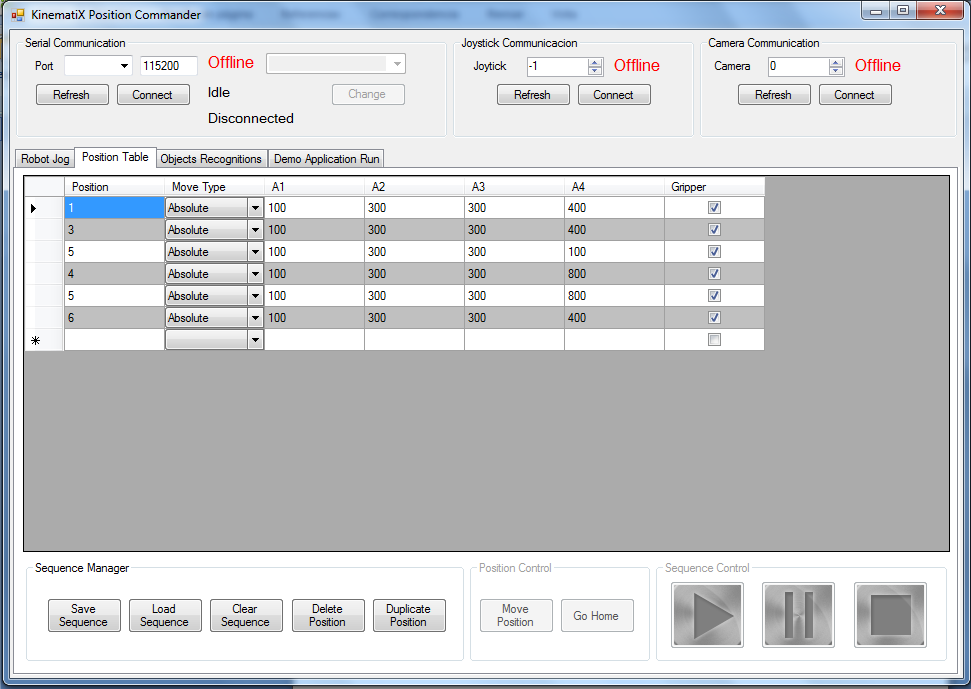 KinematiX Position Commander
Serial Communication
Port 115200 Offline
Refresh Connect Idle Change
Disconnected
Joystick Communicacion
Joytick -1 Offline
Refresh Connect
Camera Communication
Camera 0 Offline
Refresh Connect
Robot Jog Position Table Objects Recognitions Demo Application Run
Position Move Type A1 A2 A3 A4 Gripper
1 Absolute 100 300 300 400
3 Absolute 100 300 300 400
5 Absolute 100 300 300 100
4 Absolute 100 300 300 800
5 Absolute 100 300 300 800
6 Absolute 100 300 300 400
Sequence Manager
Save
Sequence
Load
Sequence
Clear
Sequence
Delete
Position
Duplicate
Position
Position Control
Move
Position
Go Home
Sequence Control